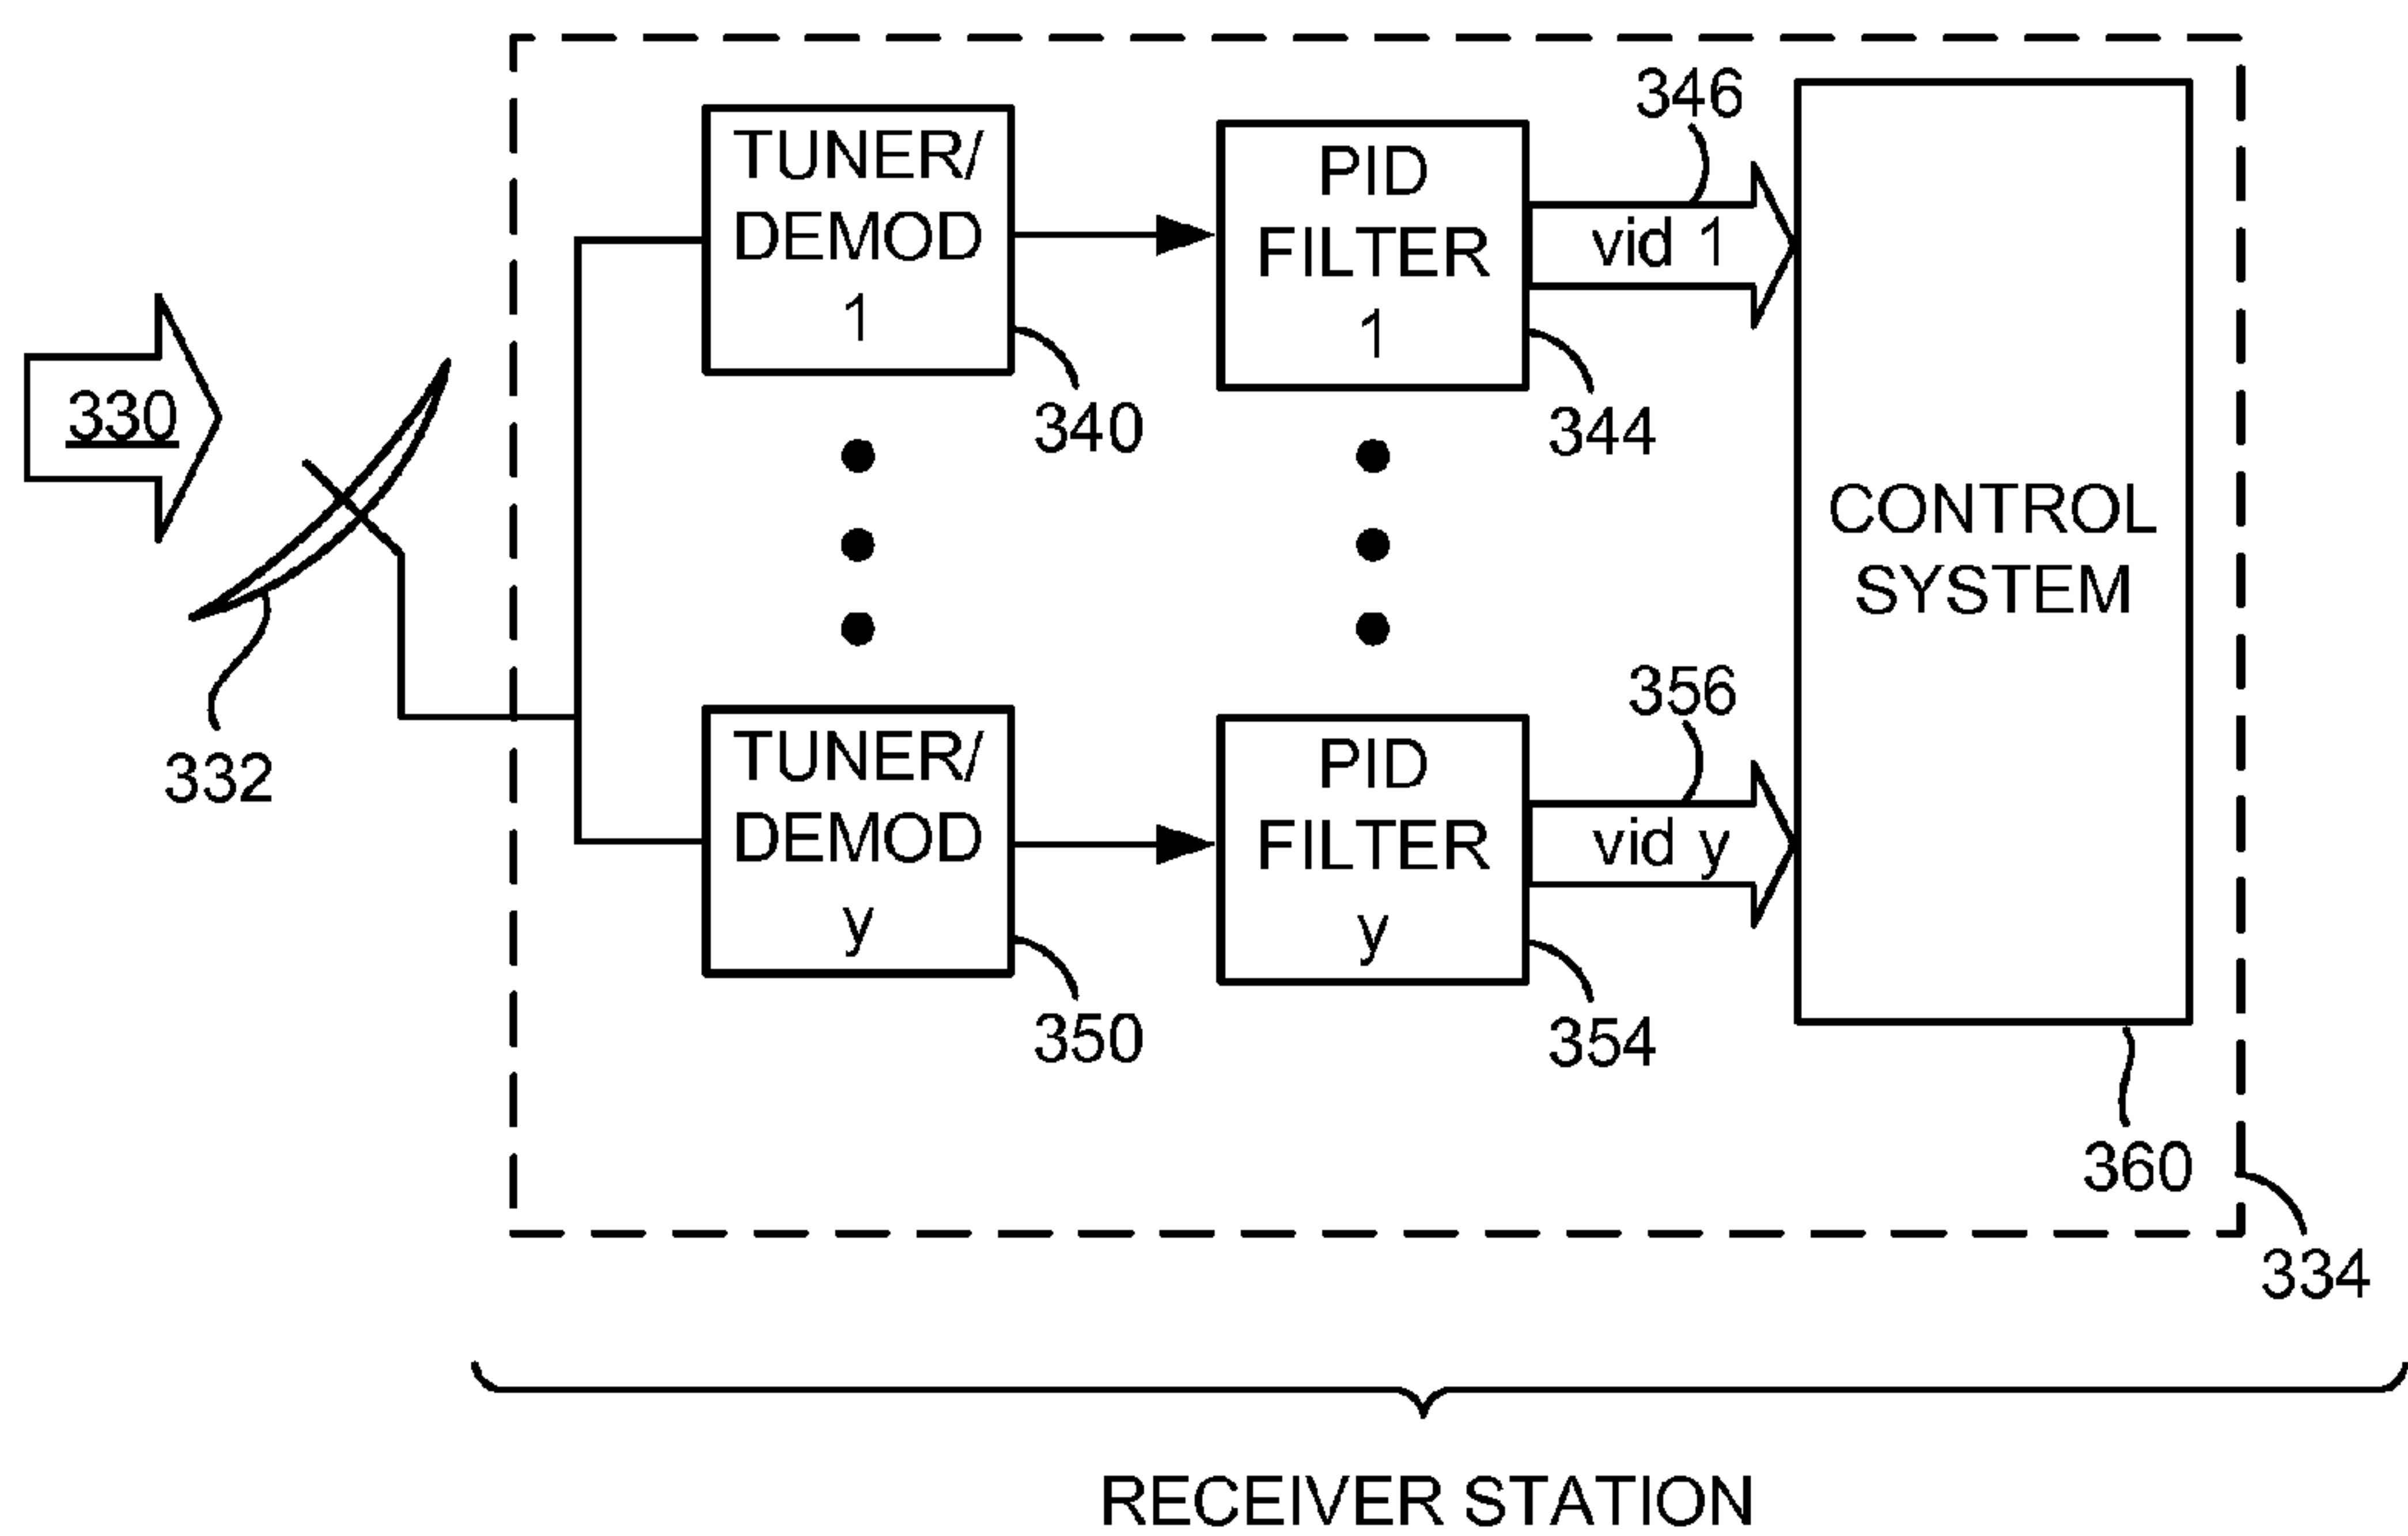 346
TUNER/
DEMOD
1
PID
FILTER
1
vid 1
330
340
344
CONTROL
SYSTEM
356
332
TUNER/
DEMOD
y
PID
FILTER
y
vid y
350
354
360
334
RECEIVER STATION